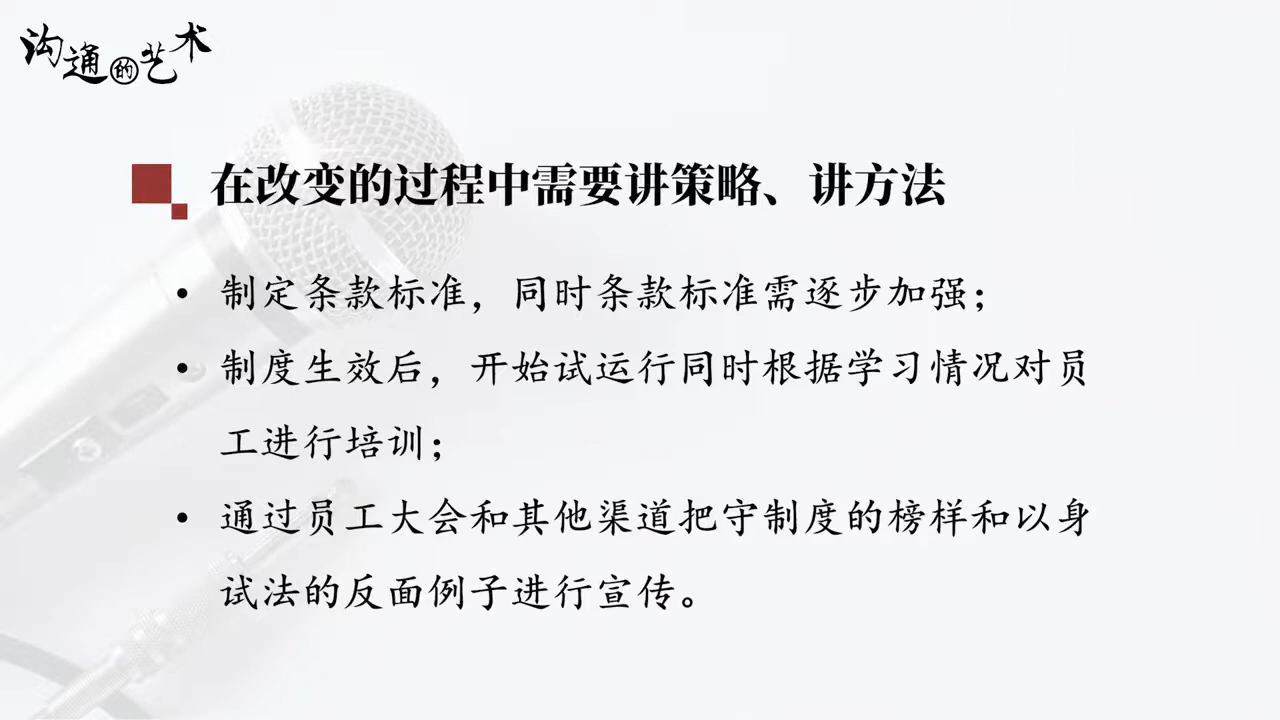 沟通的艺术
在改变的过程中需要讲策略、讲方法
• 制定条款标准，同时条款标准需逐步加强；
• 制度生效后，开始试运行同时根据学习情况对员
工进行培训；
• 通过员工大会和其他渠道把守制度的榜样和以身
试法的反面例子进行宣传。